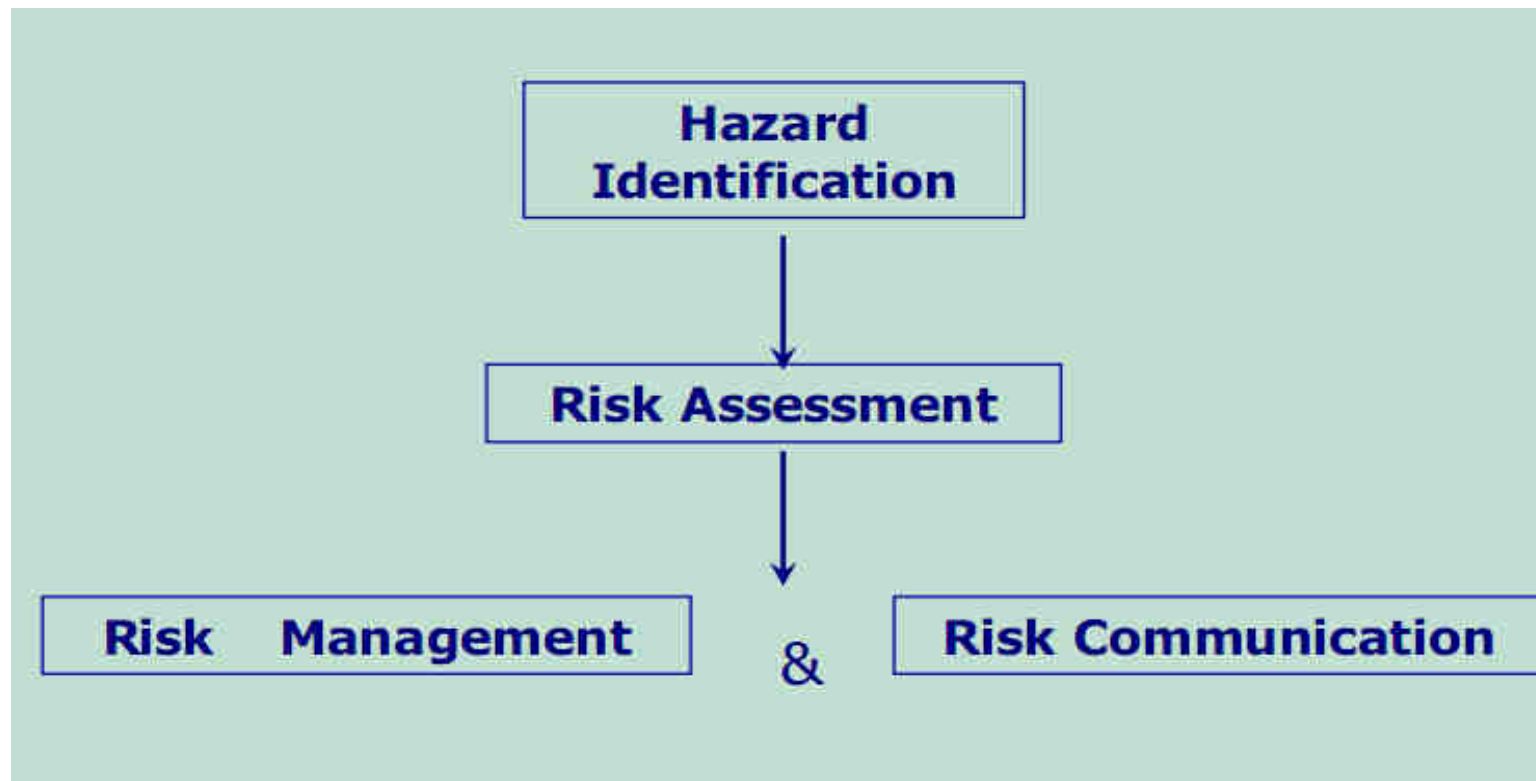 Hazard
Identification
Risk Assessment
Risk Management
&
Risk Communication